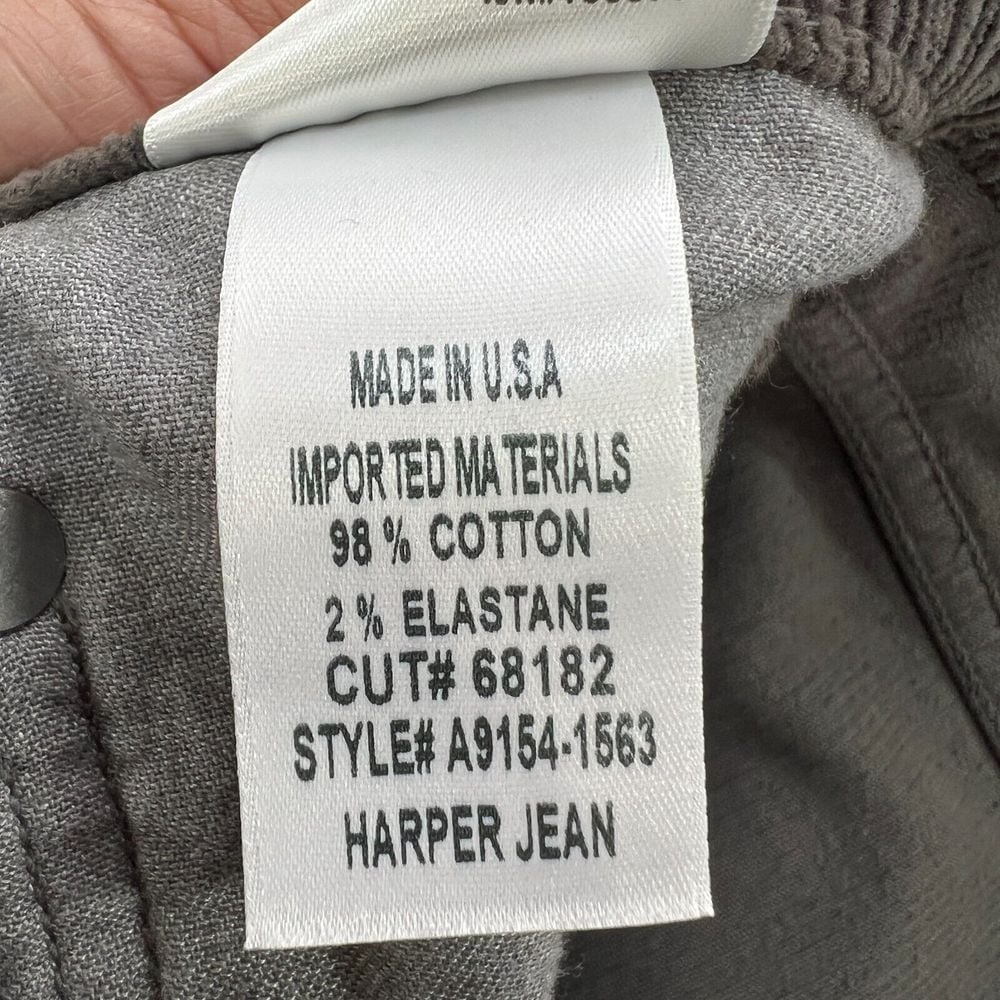 MADE IN U.S.A
IMPORTED MATERIALS
98 % COTTON
2 % ELASTANE
CUT# 68182
STYLE# A9154-1563
HARPER JEAN